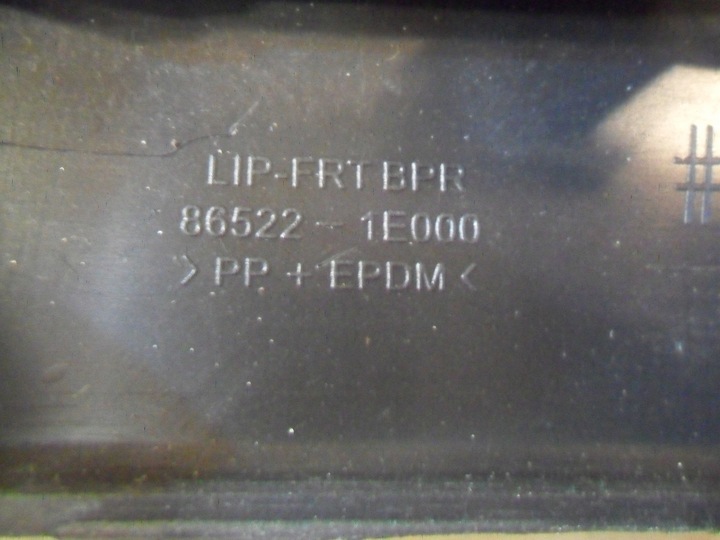 LIP-FRT BPR
86522-1E000
>PP + EPDM<
#